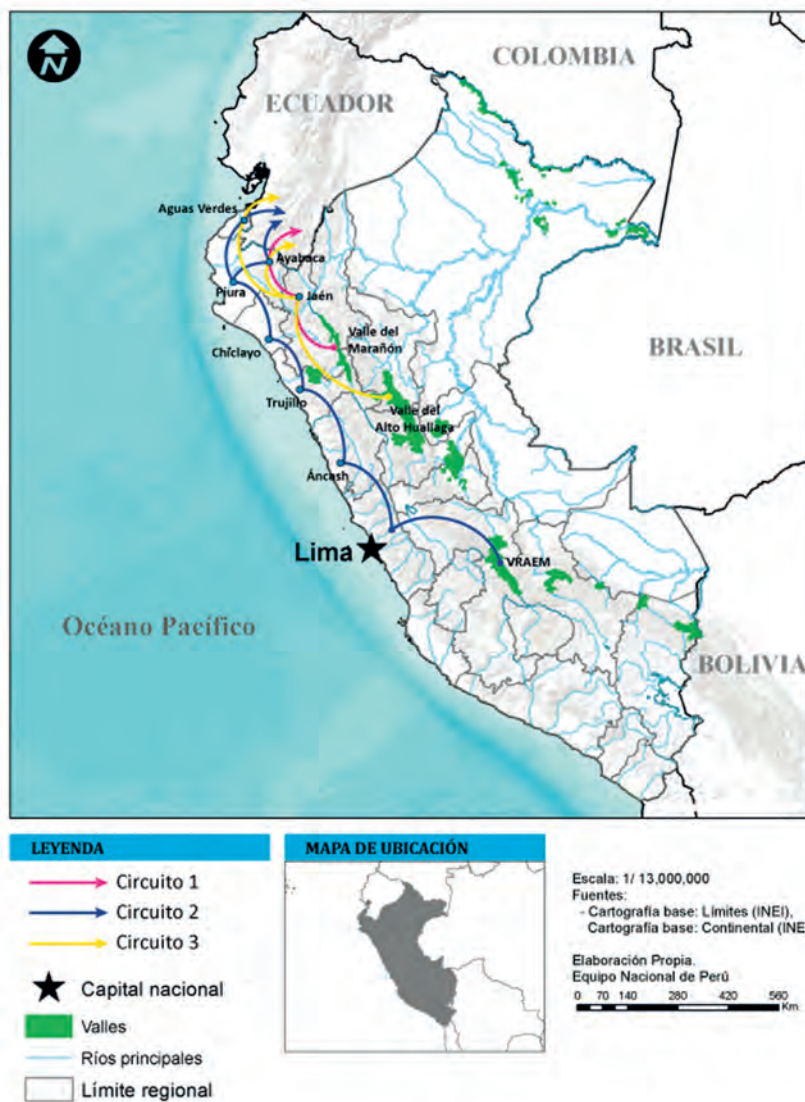 N
COLOMBIA
ECUADOR
Aguas Verdes
Ayabaca
Piura
Jaén
Chiclayo
Valle del
Marañón
BRASIL
Trujillo
Valle del
Alto Huallaga
Áncash
Lima
VRAEM
Océano Pacífico
BOLIVIA
LEYENDA
Circuito 1
Circuito 2
Circuito 3
Capital nacional
Valles
Ríos principales
Límite regional
MAPA DE UBICACIÓN
Escala: 1/ 13,000,000
Fuentes:
- Cartografía base: Límites (INEI),
Cartografía base: Continental (INE
Elaboración Propia.
Equipo Nacional de Perú
0 70 140 280 420 560
Km.